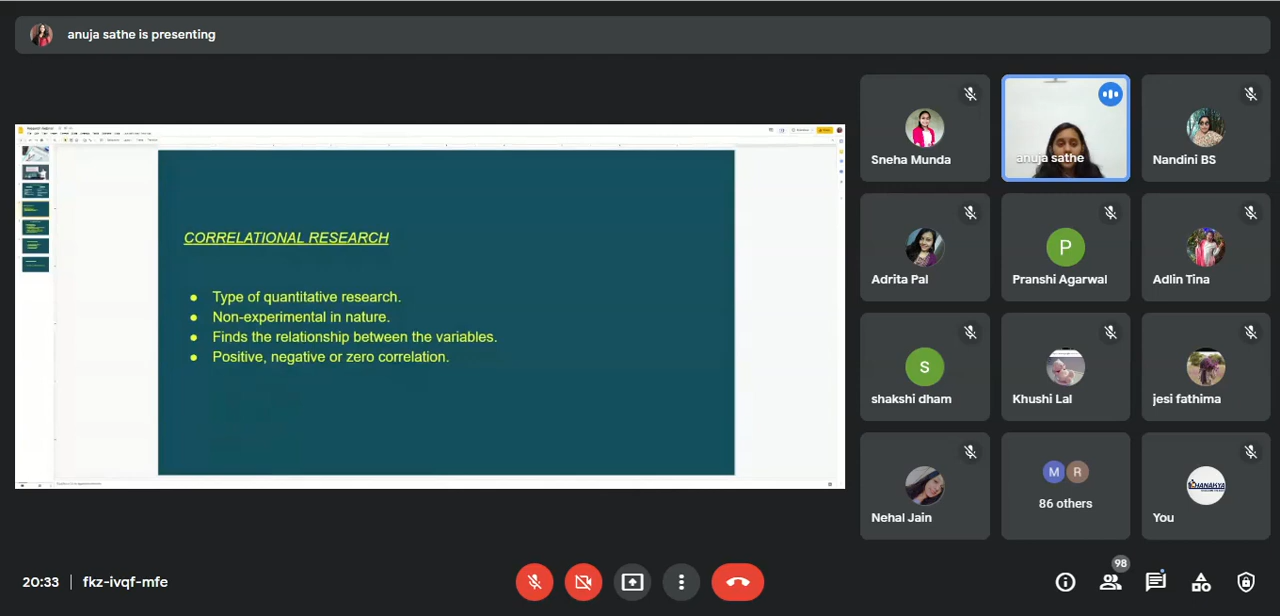 anuja sathe is presenting
CORRELATIONAL RESEARCH
● Type of quantitative research.
● Non-experimental in nature.
● Finds the relationship between the variables.
● Positive, negative or zero correlation.
Sneha Munda
anuja sathe
Nandini BS
Adrita Pal
P
Pranshi Agarwal
Adlin Tina
S
shakshi dham
Khushi Lal
jesi fathima
Nehal Jain
M R
86 others
You
20:33 | fkz-ivqf-mfe
98